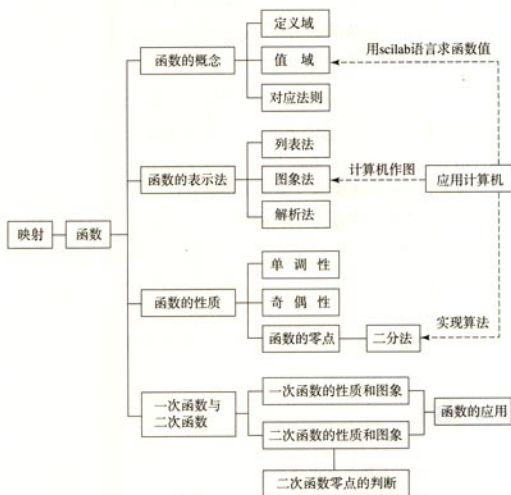 定义域
函数的概念
值 域
用scilab语言求函数值
对应法则
列表法
函数的表示法
图象法
计算机作图
应用计算机
解析法
映射
函数
单 调 性
函数的性质
奇 偶 性
实现算法
函数的零点
二分法
一次函数与
二次函数
一次函数的性质和图象
函数的应用
二次函数的性质和图象
二次函数零点的判断